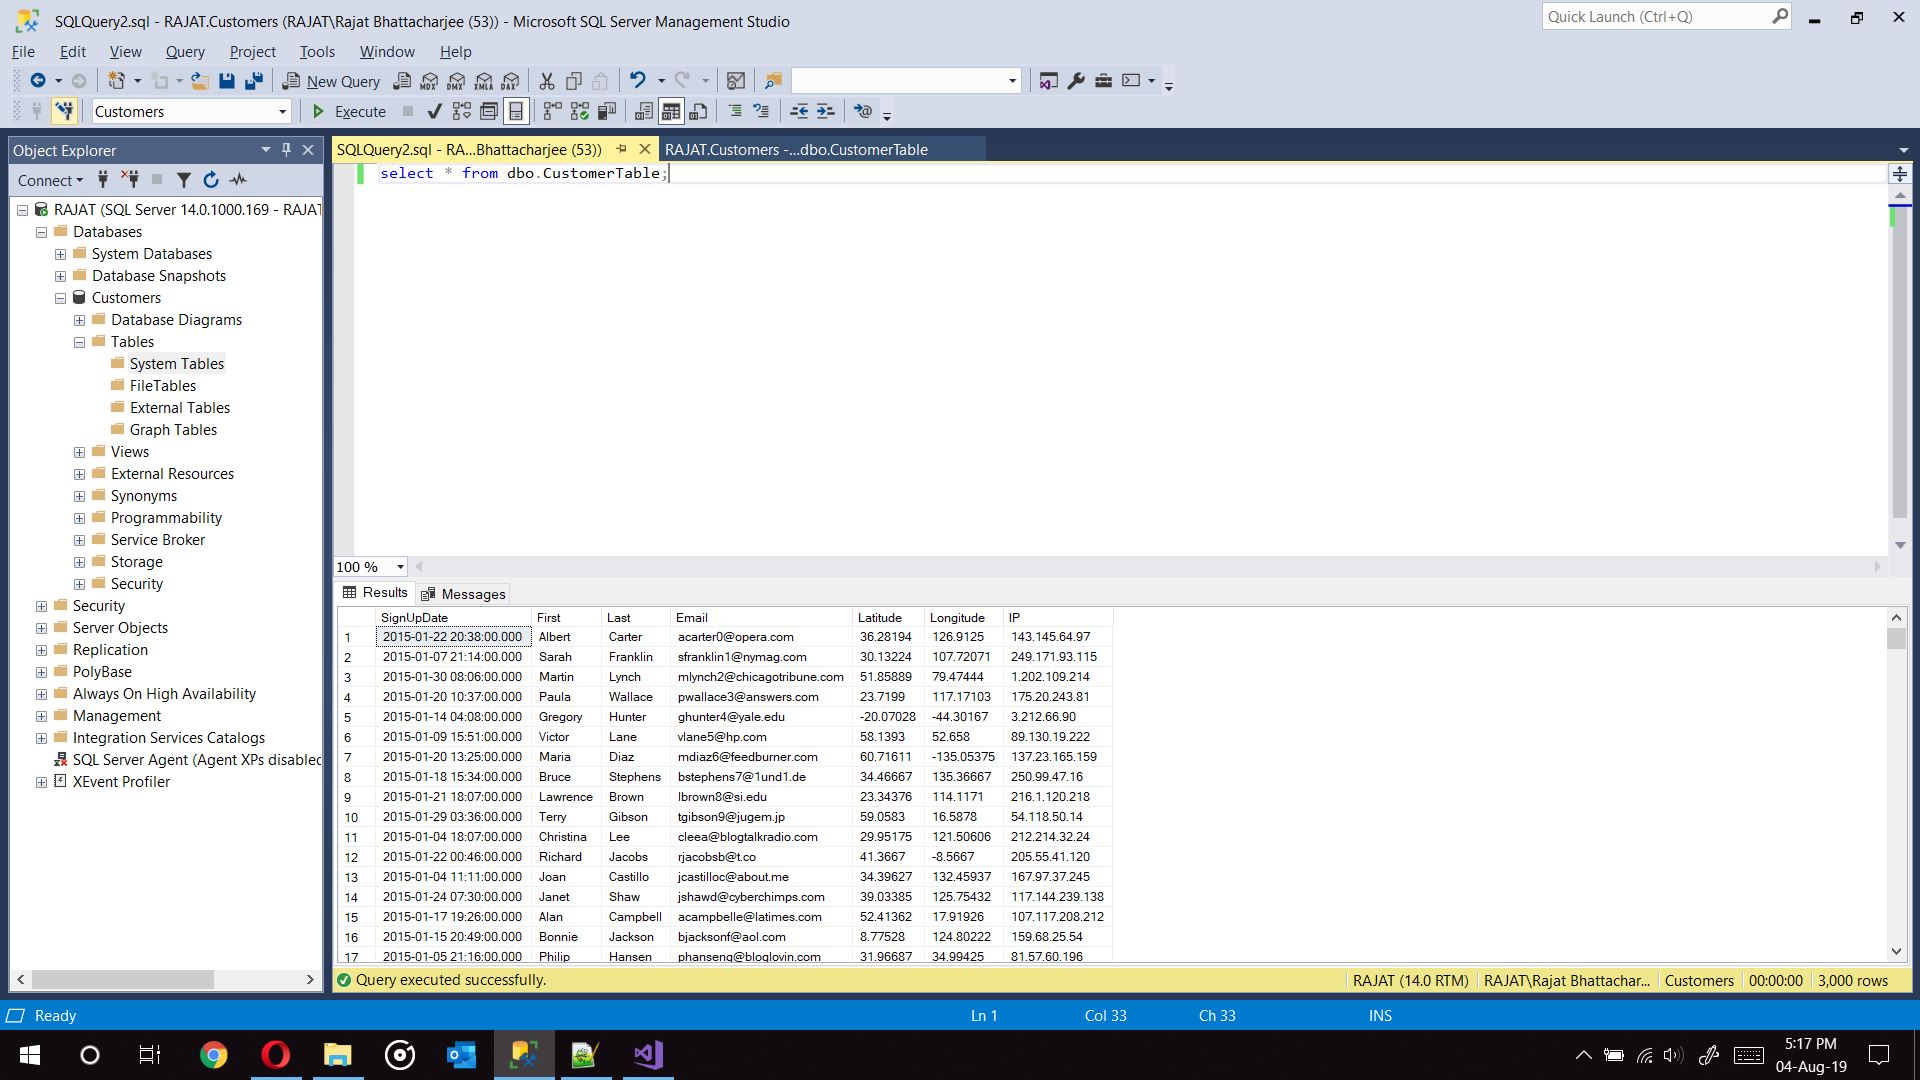 SQLQuery2.sql - RAJAT.Customers (RAJAT\Rajat Bhattacharjee (53)) - Microsoft SQL Server Management Studio
Quick Launch (Ctrl+Q)
File Edit View Query Project Tools Window Help
New Query MDX DMX XMLA DAX
Customers Execute
Object Explorer
SQLQuery2.sql - RA...Bhattacharjee (53)) RAJAT.Customers -...dbo.CustomerTable
Connect
select * from dbo.CustomerTable;
RAJAT (SQL Server 14.0.1000.169 - RAJAT
Databases
System Databases
Database Snapshots
Customers
Database Diagrams
Tables
System Tables
FileTables
External Tables
Graph Tables
Views
External Resources
Synonyms
Programmability
Service Broker
Storage
Security
Security
Server Objects
Replication
PolyBase
Always On High Availability
Management
Integration Services Catalogs
SQL Server Agent (Agent XPs disabled
XEvent Profiler
100 %
Results Messages
SignUpDate First Last Email Latitude Longitude IP
1 2015-01-22 20:38:00.000 Albert Carter acarter0@opera.com 36.28194 126.9125 143.145.64.97
2 2015-01-07 21:14:00.000 Sarah Franklin sfranklin1@nymag.com 30.13224 107.72071 249.171.93.115
3 2015-01-30 08:06:00.000 Martin Lynch mlynch2@chicagotribune.com 51.85889 79.47444 1.202.109.214
4 2015-01-20 10:37:00.000 Paula Wallace pwallace3@answers.com 23.7199 117.17103 175.20.243.81
5 2015-01-14 04:08:00.000 Gregory Hunter ghunter4@yale.edu -20.07028 -44.30167 3.212.66.90
6 2015-01-09 15:51:00.000 Victor Lane vlane5@hp.com 58.1393 52.658 89.130.19.222
7 2015-01-20 13:25:00.000 Maria Diaz mdiaz6@feedburner.com 60.71611 -135.05375 137.23.165.159
8 2015-01-18 15:34:00.000 Bruce Stephens bstephens7@1und1.de 34.46667 135.36667 250.99.47.16
9 2015-01-21 18:07:00.000 Lawrence Brown lbrown8@si.edu 23.34376 114.1171 216.1.120.218
10 2015-01-29 03:36:00.000 Terry Gibson tgibson9@jugem.jp 59.0583 16.5878 54.118.50.14
11 2015-01-04 18:07:00.000 Christina Lee cleea@blogtalkradio.com 29.95175 121.50606 212.214.32.24
12 2015-01-22 00:46:00.000 Richard Jacobs rjacobsb@t.co 41.3667 -8.5667 205.55.41.120
13 2015-01-04 11:11:00.000 Joan Castillo jcastilloc@about.me 34.39627 132.45937 167.97.37.245
14 2015-01-24 07:30:00.000 Janet Shaw jshawd@cyberchimps.com 39.03385 125.75432 117.144.239.138
15 2015-01-17 19:26:00.000 Alan Campbell acampbelle@latimes.com 52.41362 17.91926 107.117.208.212
16 2015-01-15 20:49:00.000 Bonnie Jackson bjacksonf@aol.com 8.77528 124.80222 159.68.25.54
17 2015-01-05 21:16:00.000 Philip Hansen phanseng@bloglovin.com 31.96687 34.99425 81.57.60.196
Query executed successfully. RAJAT (14.0 RTM) RAJAT\Rajat Bhattachar... Customers 00:00:00 3,000 rows
Ready Ln 1 Col 33 Ch 33 INS
5:17 PM
04-Aug-19